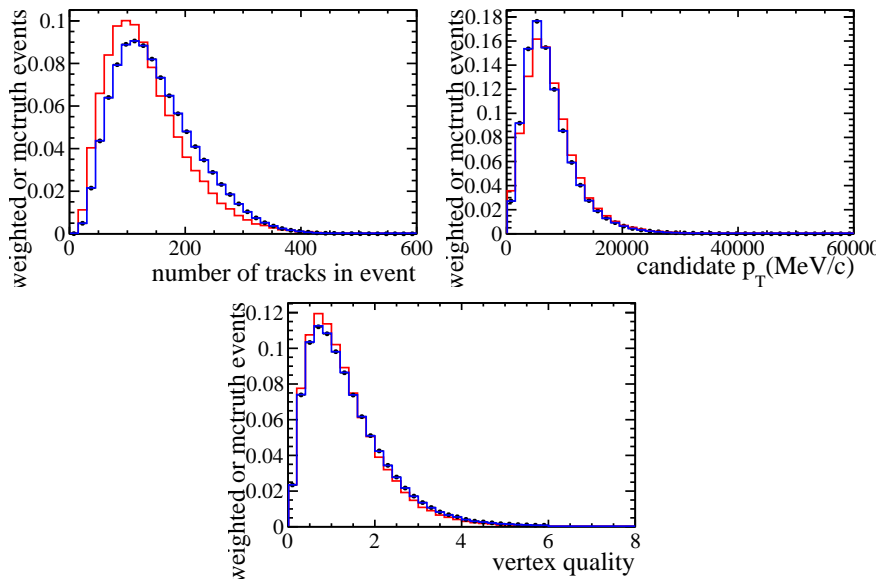 weighted or mctruth events
0.1
0.08
0.06
0.04
0.02
0
0 200 400 600
number of tracks in event
weighted or mctruth events
0.18
0.16
0.14
0.12
0.1
0.08
0.06
0.04
0.02
0
0 20000 40000 60000
candidate p_T(MeV/c)
weighted or mctruth events
0.12
0.1
0.08
0.06
0.04
0.02
0
0 2 4 6 8
vertex quality